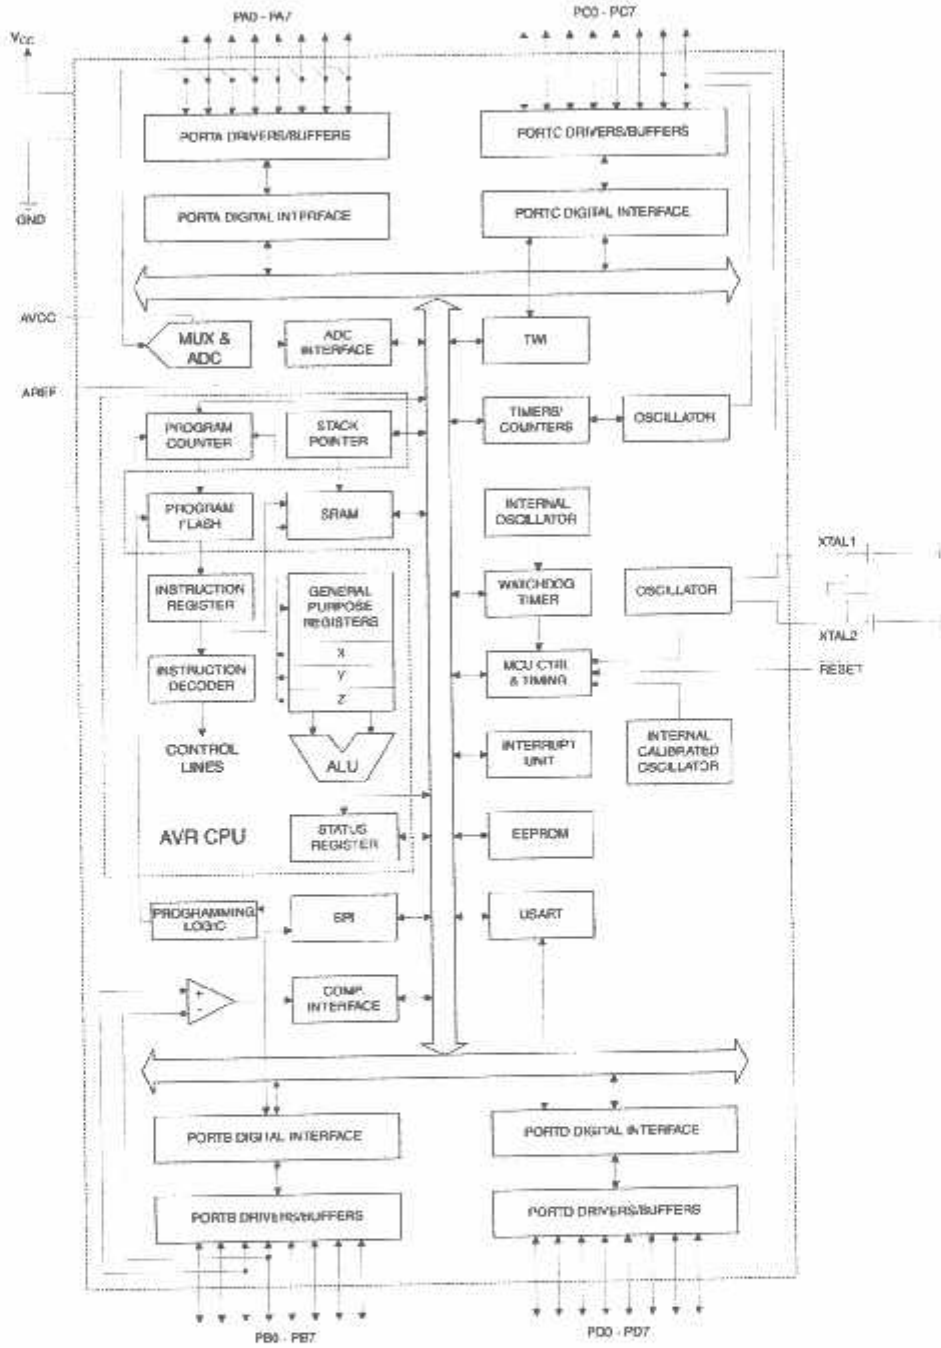 PA0 - PA7
PC0 - PC7
VCC
PORTA DRIVERS/BUFFERS
PORTC DRIVERS/BUFFERS
GND
PORTA DIGITAL INTERFACE
PORTC DIGITAL INTERFACE
AVCC
MUX &
ADC
ADC
INTERFACE
TWI
AREF
PROGRAM
COUNTER
STACK
POINTER
TIMERS/
COUNTERS
OSCILLATOR
PROGRAM
FLASH
SRAM
INTERNAL
OSCILLATOR
XTAL1
INSTRUCTION
REGISTER
GENERAL
PURPOSE
REGISTERS
X
Y
Z
WATCHDOG
TIMER
OSCILLATOR
XTAL2
INSTRUCTION
DECODER
MCU CTRL
& TIMING
RESET
CONTROL
LINES
ALU
INTERRUPT
UNIT
INTERNAL
CALIBRATED
OSCILLATOR
AVR CPU
STATUS
REGISTER
EEPROM
PROGRAMMING
LOGIC
SPI
USART
+
-
COMP.
INTERFACE
PORTB DIGITAL INTERFACE
PORTD DIGITAL INTERFACE
PORTB DRIVERS/BUFFERS
PORTD DRIVERS/BUFFERS
PB0 - PB7
PD0 - PD7